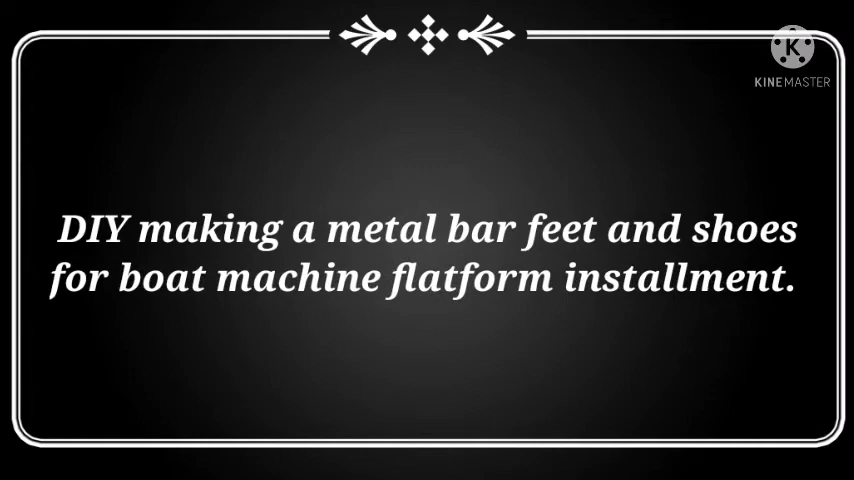 K
KINEMASTER
DIY making a metal bar feet and shoes
for boat machine flatform installment.